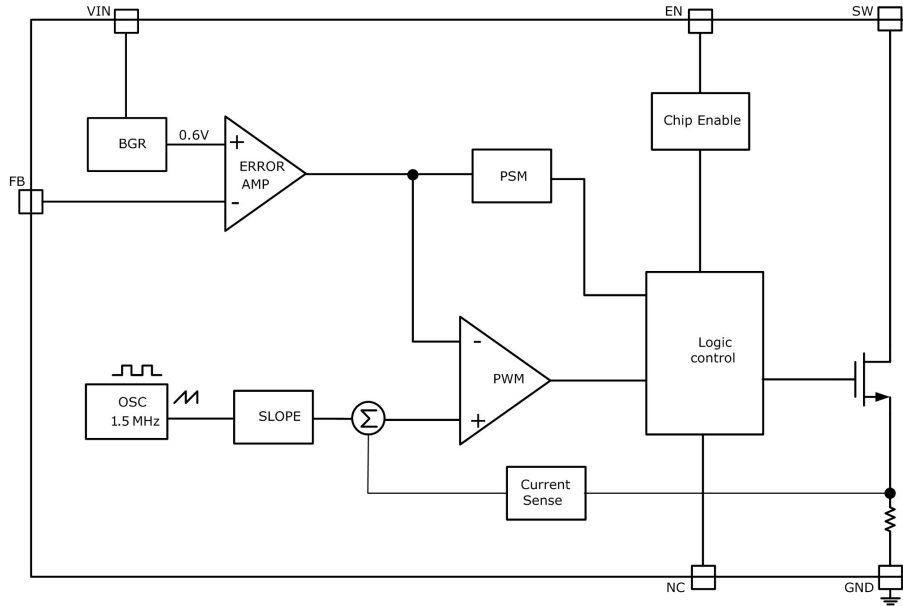 VIN
EN
SW
BGR
0.6V
+
ERROR
AMP
-
Chip Enable
FB
PSM
Logic
control
-
PWM
+
OSC
1.5 MHz
SLOPE
Σ
Current
Sense
NC
GND